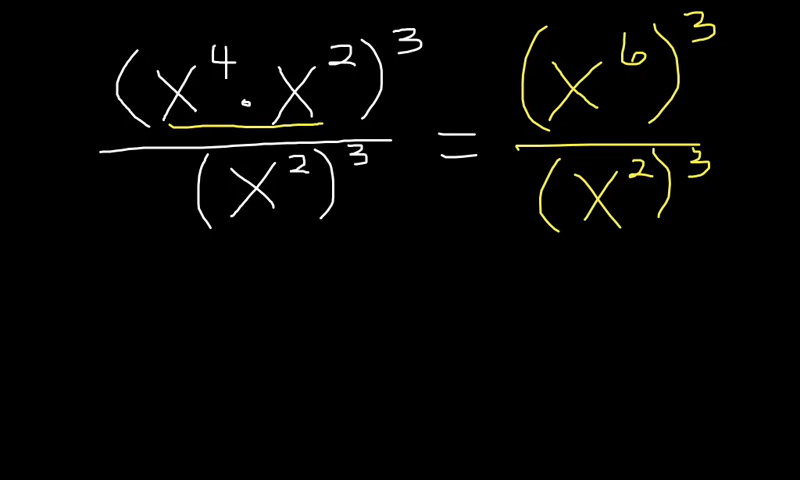 (x⁴ · x²)³ / (x²)³ = (x⁶)³ / (x²)³